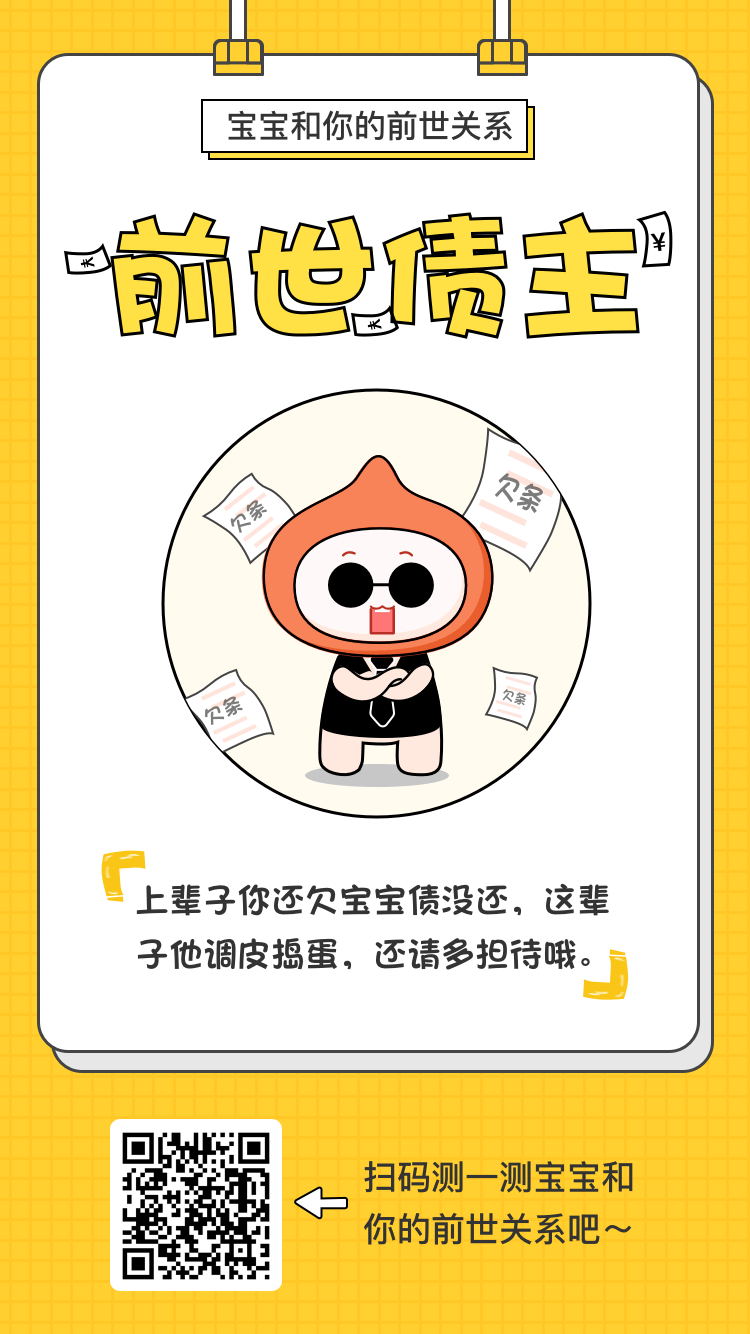 宝宝和你的前世关系
前世债主
¥
欠条
欠条
欠条
欠条
上辈子你还欠宝宝债没还，这辈
子他调皮捣蛋，还请多担待哦。
扫码测一测宝宝和
你的前世关系吧～